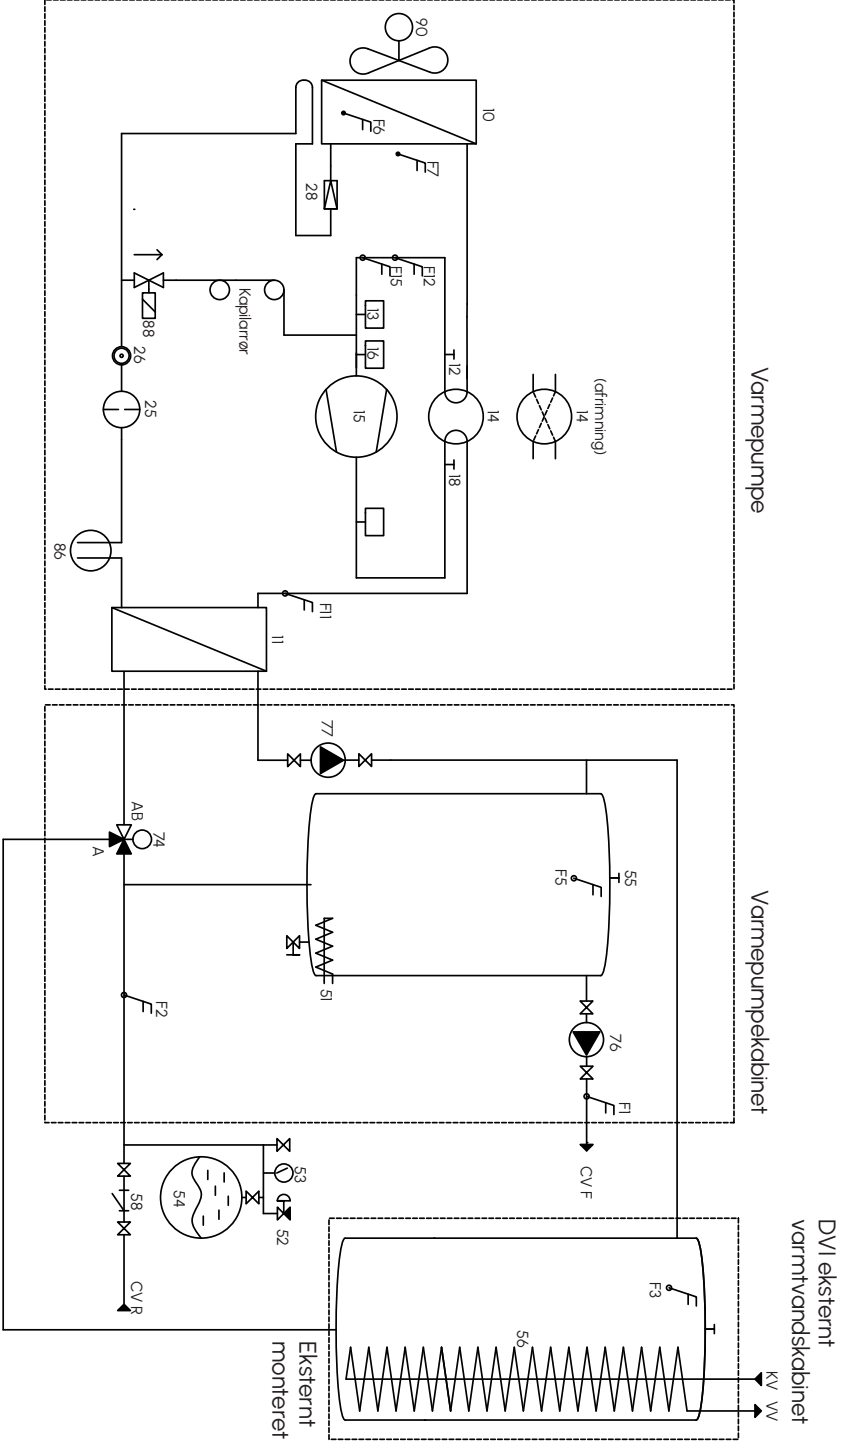 Varmepumpe
90
10
F6
F7
28
F15
F12
13
16
12
14
14
(afrimning)
15
18
Kapilarrør
88
26
25
86
F11
11
Varmepumpekabinet
77
AB
74
A
F5
55
51
F2
76
F1
CV F
53
54
52
58
CV R
DVI eksternt
varmtvandskabinet
F3
56
KV
VV
Eksternt
monteret